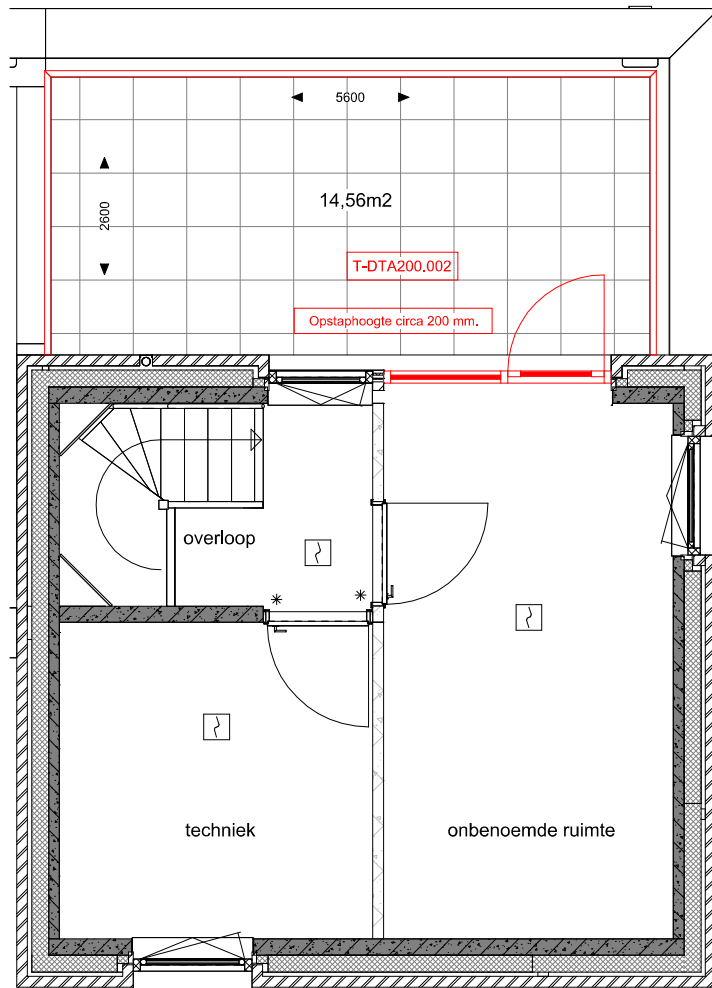 5600
2600
14,56m2
T-DTA200.002
Opstaphoogte circa 200 mm.
overloop
techniek
onbenoemde ruimte